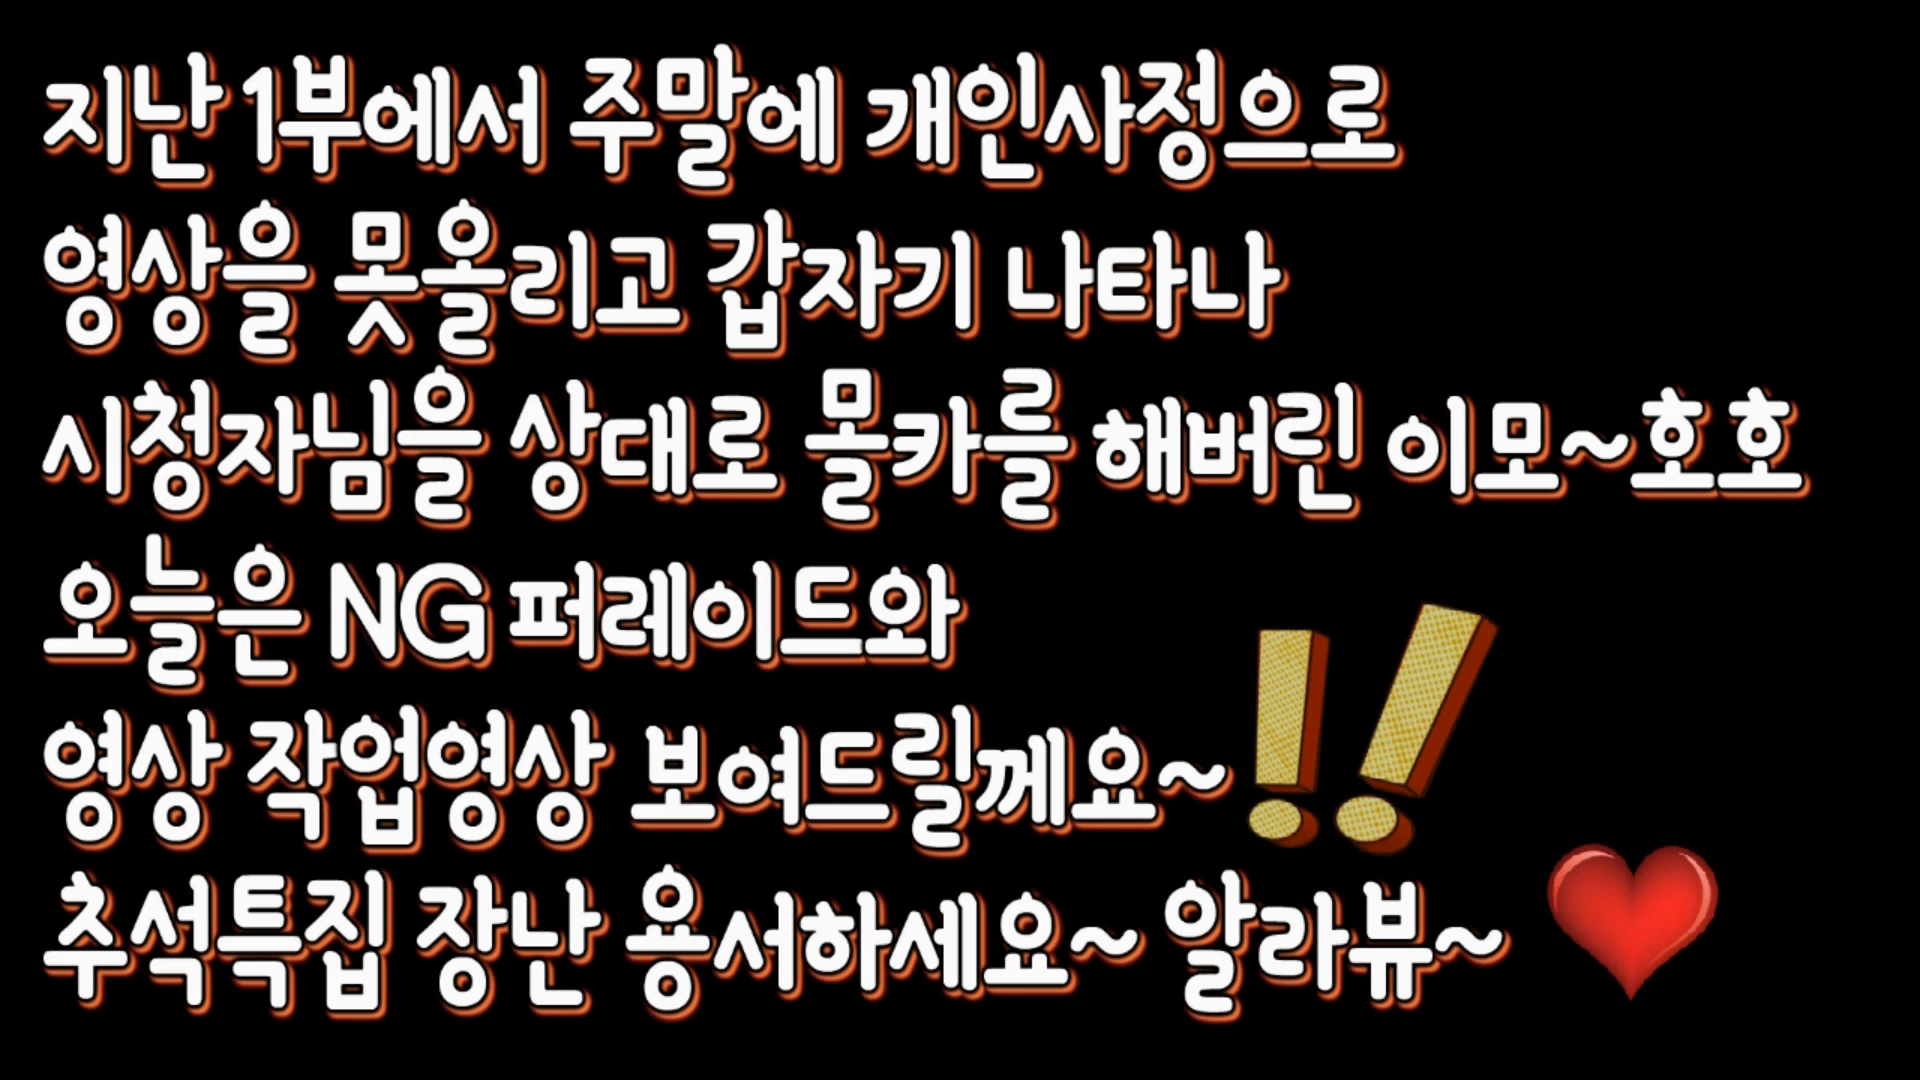 지난 1부에서 주말에 개인사정으로
영상을 못올리고 갑자기 나타나
시청자님을 상대로 몰카를 해버린 이모~호호
오늘은 NG 퍼레이드와
영상 작업영상 보여드릴께요~!!
추석특집 장난 용서하세요~ 알라뷰~